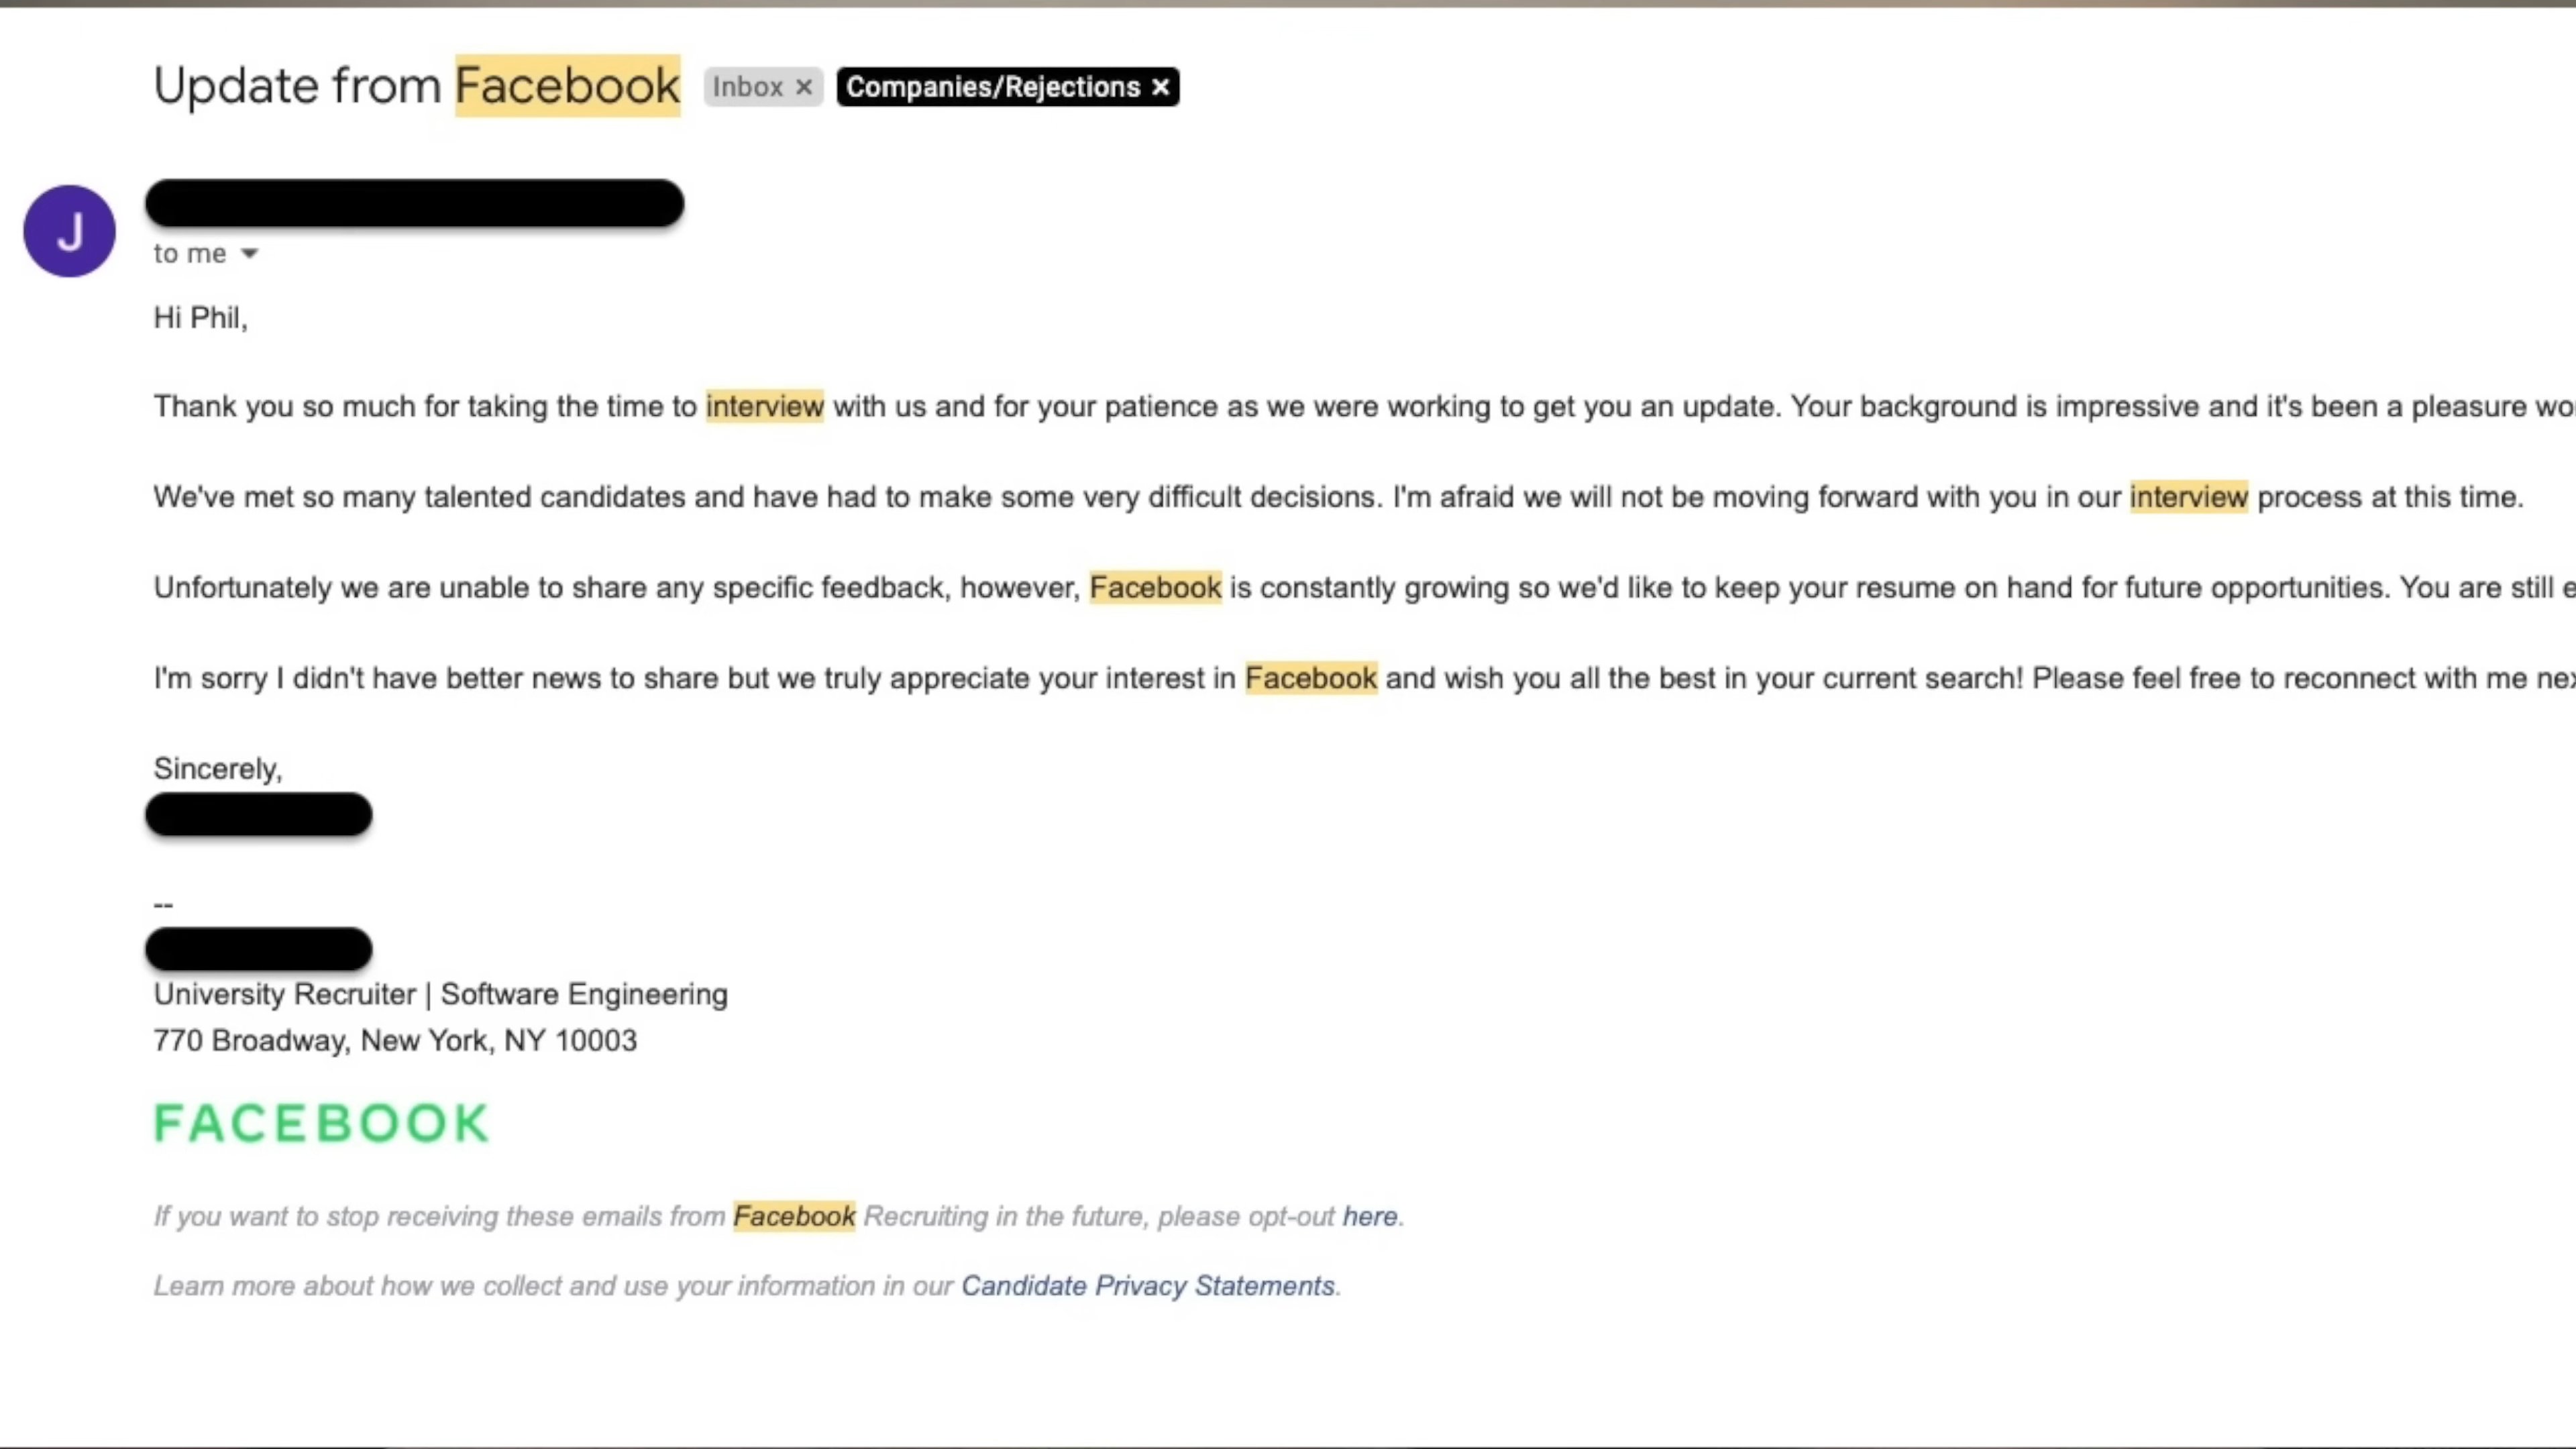 Update from Facebook Inbox × Companies/Rejections ×
J
to me
Hi Phil,
Thank you so much for taking the time to interview with us and for your patience as we were working to get you an update. Your background is impressive and it's been a pleasure
We've met so many talented candidates and have had to make some very difficult decisions. I'm afraid we will not be moving forward with you in our interview process at this time.
Unfortunately we are unable to share any specific feedback, however, Facebook is constantly growing so we'd like to keep your resume on hand for future opportunities. You are still
I'm sorry I didn't have better news to share but we truly appreciate your interest in Facebook and wish you all the best in your current search! Please feel free to reconnect with me
Sincerely,
--
University Recruiter | Software Engineering
770 Broadway, New York, NY 10003
FACEBOOK
If you want to stop receiving these emails from Facebook Recruiting in the future, please opt-out here.
Learn more about how we collect and use your information in our Candidate Privacy Statements.